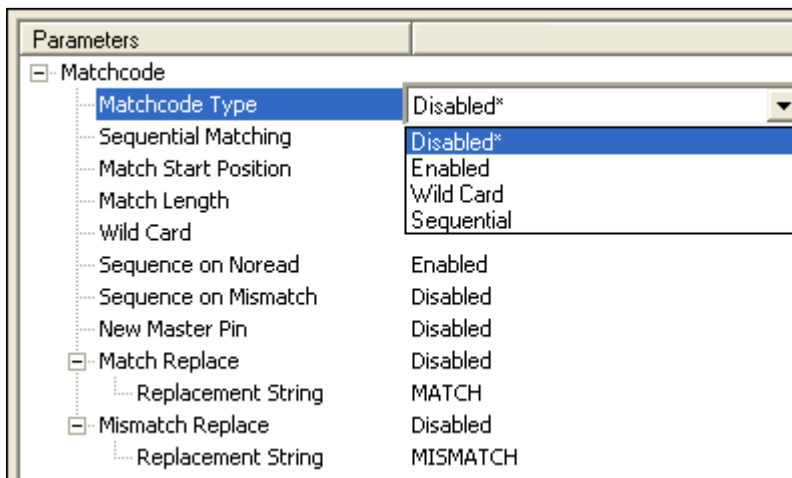 Parameters
Matchcode
Matchcode Type Disabled*
Sequential Matching Disabled*
Match Start Position Enabled
Match Length Wild Card
Wild Card Sequential
Sequence on Noread Enabled
Sequence on Mismatch Disabled
New Master Pin Disabled
Match Replace Disabled
Replacement String MATCH
Mismatch Replace Disabled
Replacement String MISMATCH